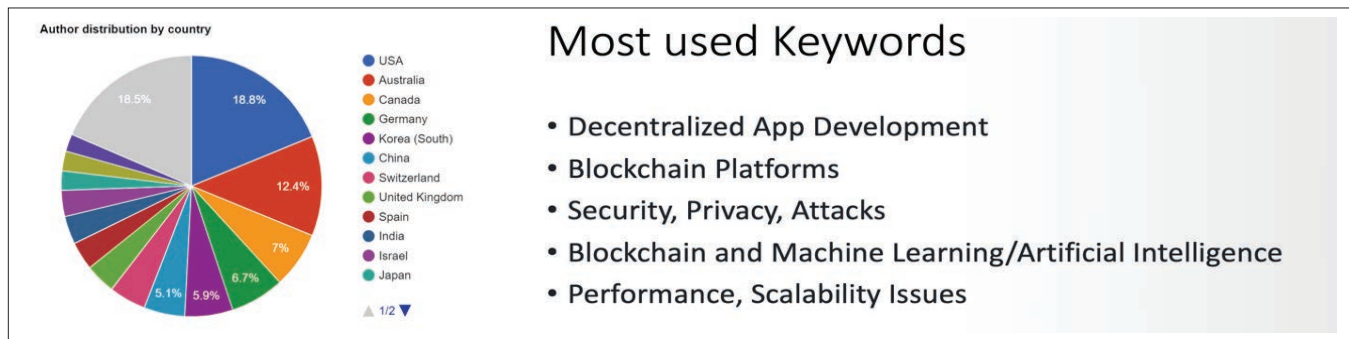 Author distribution by country
18.5%
18.8%
12.4%
7%
6.7%
5.9%
5.1%
USA
Australia
Canada
Germany
Korea (South)
China
Switzerland
United Kingdom
Spain
India
Israel
Japan
1/2
Most used Keywords
• Decentralized App Development
• Blockchain Platforms
• Security, Privacy, Attacks
• Blockchain and Machine Learning/Artificial Intelligence
• Performance, Scalability Issues